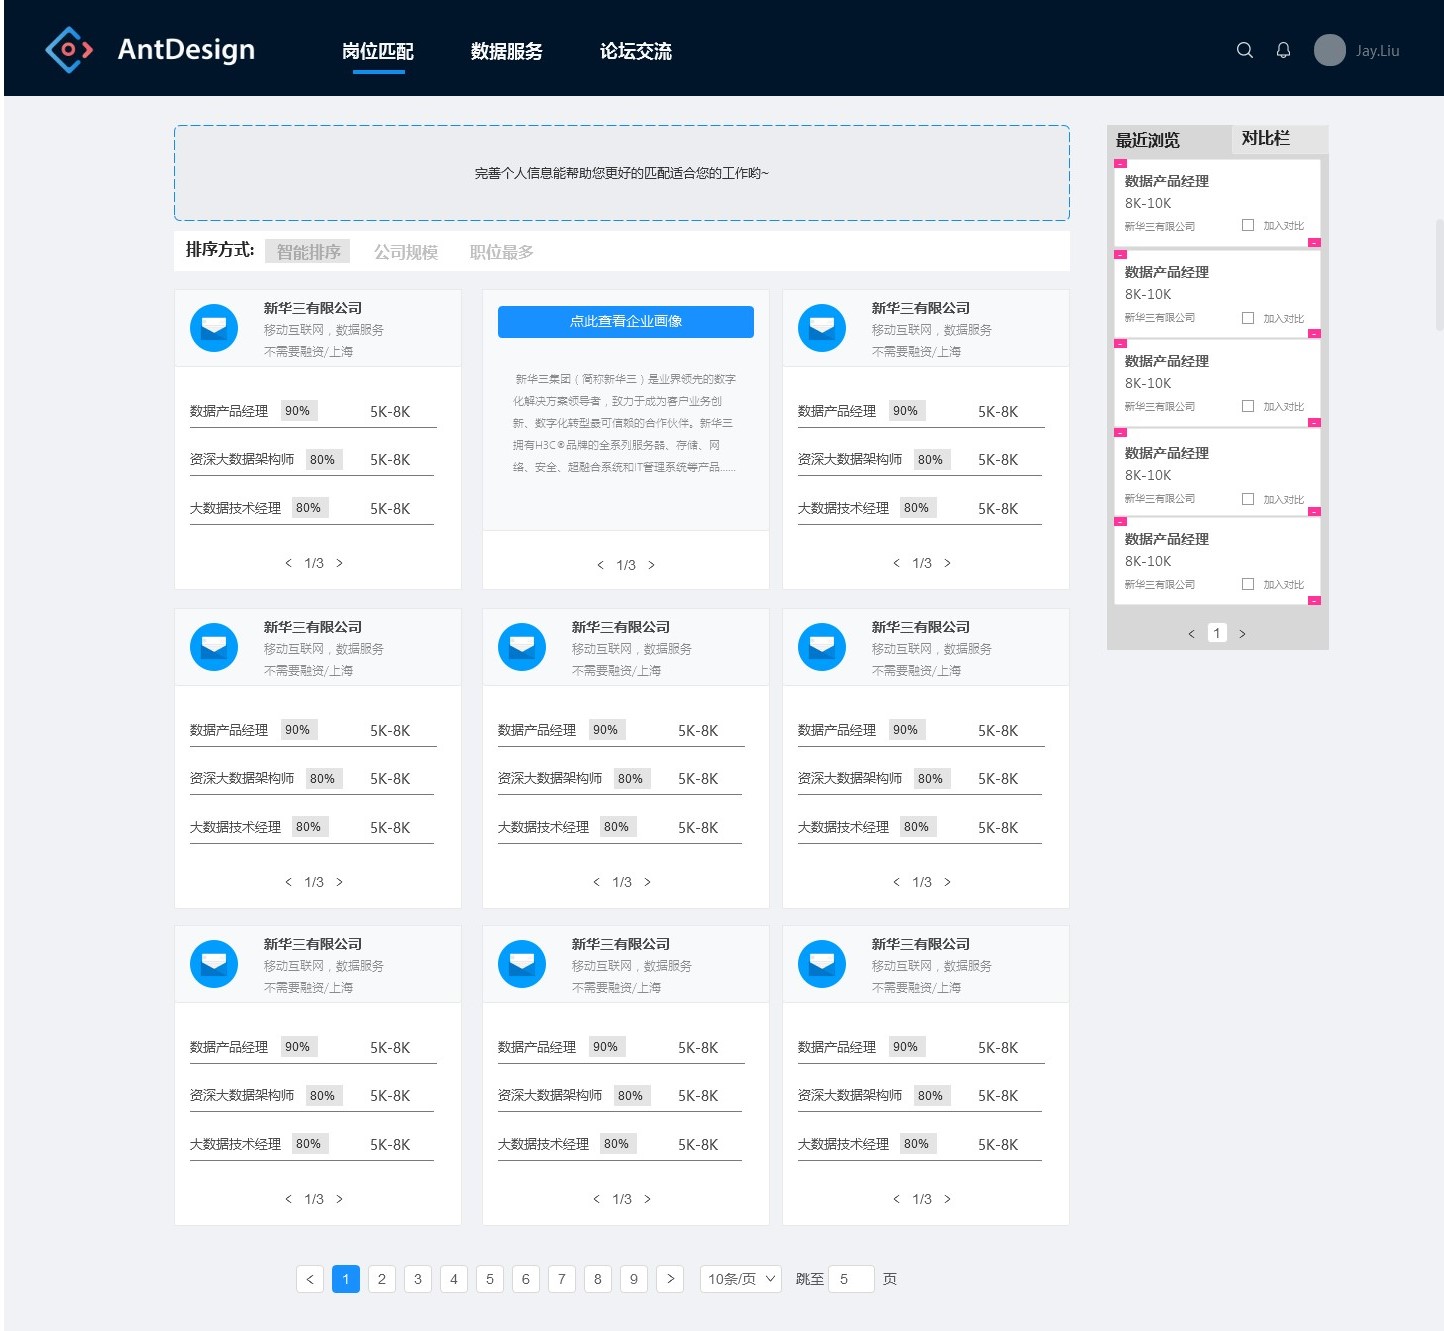 AntDesign
岗位匹配
数据服务
论坛交流
Jay.Liu
完善个人信息能帮助您更好的匹配适合您的工作哟~
排序方式:
智能排序
公司规模
职位最多
新华三有限公司
移动互联网，数据服务
不需要融资/上海
数据产品经理 90% 5K-8K
资深大数据架构师 80% 5K-8K
大数据技术经理 80% 5K-8K
< 1/3 >
点此查看企业画像
新华三集团（简称新华三）是业界领先的数字
化解决方案领导者，致力于成为客户业务创
新、数字化转型最可信赖的合作伙伴。新华三
拥有H3C®品牌的全系列服务器、存储、网
络、安全、超融合系统和IT管理系统等产品......
< 1/3 >
新华三有限公司
移动互联网，数据服务
不需要融资/上海
数据产品经理 90% 5K-8K
资深大数据架构师 80% 5K-8K
大数据技术经理 80% 5K-8K
< 1/3 >
新华三有限公司
移动互联网，数据服务
不需要融资/上海
数据产品经理 90% 5K-8K
资深大数据架构师 80% 5K-8K
大数据技术经理 80% 5K-8K
< 1/3 >
新华三有限公司
移动互联网，数据服务
不需要融资/上海
数据产品经理 90% 5K-8K
资深大数据架构师 80% 5K-8K
大数据技术经理 80% 5K-8K
< 1/3 >
新华三有限公司
移动互联网，数据服务
不需要融资/上海
数据产品经理 90% 5K-8K
资深大数据架构师 80% 5K-8K
大数据技术经理 80% 5K-8K
< 1/3 >
新华三有限公司
移动互联网，数据服务
不需要融资/上海
数据产品经理 90% 5K-8K
资深大数据架构师 80% 5K-8K
大数据技术经理 80% 5K-8K
< 1/3 >
新华三有限公司
移动互联网，数据服务
不需要融资/上海
数据产品经理 90% 5K-8K
资深大数据架构师 80% 5K-8K
大数据技术经理 80% 5K-8K
< 1/3 >
新华三有限公司
移动互联网，数据服务
不需要融资/上海
数据产品经理 90% 5K-8K
资深大数据架构师 80% 5K-8K
大数据技术经理 80% 5K-8K
< 1/3 >
< 1 2 3 4 5 6 7 8 9 > 10条/页 跳至 5 页
最近浏览
对比栏
数据产品经理
8K-10K
新华三有限公司 加入对比
数据产品经理
8K-10K
新华三有限公司 加入对比
数据产品经理
8K-10K
新华三有限公司 加入对比
数据产品经理
8K-10K
新华三有限公司 加入对比
数据产品经理
8K-10K
新华三有限公司 加入对比
< 1 >